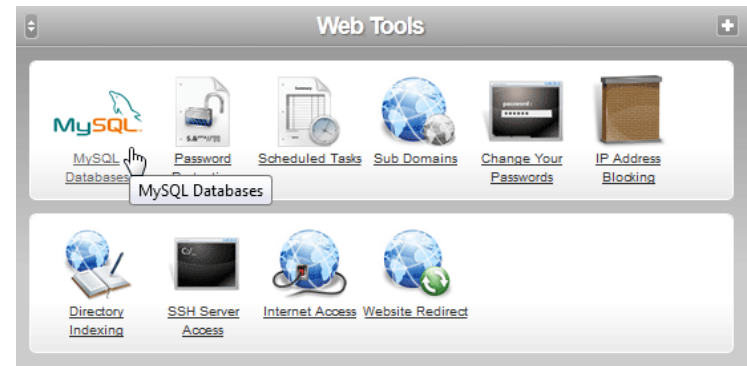 Web Tools
MySQL
password:
MySQL
Databases
Password
Scheduled Tasks
Sub Domains
Change Your
Passwords
IP Address
Blocking
MySQL Databases
C:/_
Directory
Indexing
SSH Server
Access
Internet Access
Website Redirect